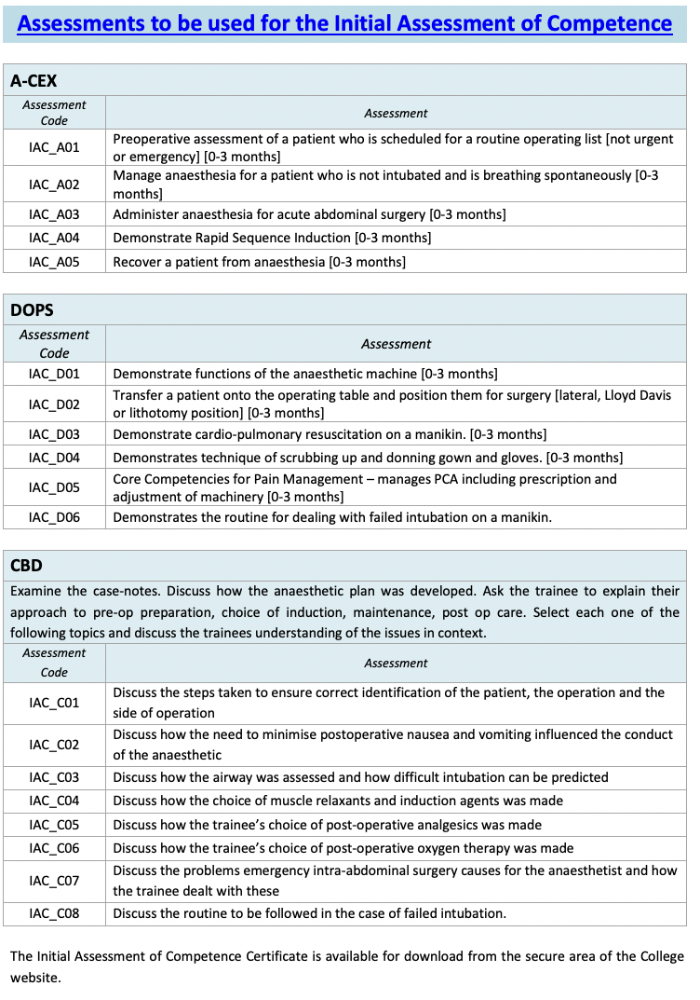 Assessments to be used for the Initial Assessment of Competence
A-CEX
Assessment
Code
Assessment
IAC_A01
Preoperative assessment of a patient who is scheduled for a routine operating list [not urgent
or emergency] [0-3 months]
IAC_A02
Manage anaesthesia for a patient who is not intubated and is breathing spontaneously [0-3
months]
IAC_A03
Administer anaesthesia for acute abdominal surgery [0-3 months]
IAC_A04
Demonstrate Rapid Sequence Induction [0-3 months]
IAC_A05
Recover a patient from anaesthesia [0-3 months]
DOPS
Assessment
Code
Assessment
IAC_D01
Demonstrate functions of the anaesthetic machine [0-3 months]
IAC_D02
Transfer a patient onto the operating table and position them for surgery [lateral, Lloyd Davis
or lithotomy position] [0-3 months]
IAC_D03
Demonstrate cardio-pulmonary resuscitation on a manikin. [0-3 months]
IAC_D04
Demonstrates technique of scrubbing up and donning gown and gloves. [0-3 months]
IAC_D05
Core Competencies for Pain Management – manages PCA including prescription and
adjustment of machinery [0-3 months]
IAC_D06
Demonstrates the routine for dealing with failed intubation on a manikin.
CBD
Examine the case-notes. Discuss how the anaesthetic plan was developed. Ask the trainee to explain their
approach to pre-op preparation, choice of induction, maintenance, post op care. Select each one of the
following topics and discuss the trainees understanding of the issues in context.
Assessment
Code
Assessment
IAC_C01
Discuss the steps taken to ensure correct identification of the patient, the operation and the
side of operation
IAC_C02
Discuss how the need to minimise postoperative nausea and vomiting influenced the conduct
of the anaesthetic
IAC_C03
Discuss how the airway was assessed and how difficult intubation can be predicted
IAC_C04
Discuss how the choice of muscle relaxants and induction agents was made
IAC_C05
Discuss how the trainee’s choice of post-operative analgesics was made
IAC_C06
Discuss how the trainee’s choice of post-operative oxygen therapy was made
IAC_C07
Discuss the problems emergency intra-abdominal surgery causes for the anaesthetist and how
the trainee dealt with these
IAC_C08
Discuss the routine to be followed in the case of failed intubation.
The Initial Assessment of Competence Certificate is available for download from the secure area of the College
website.